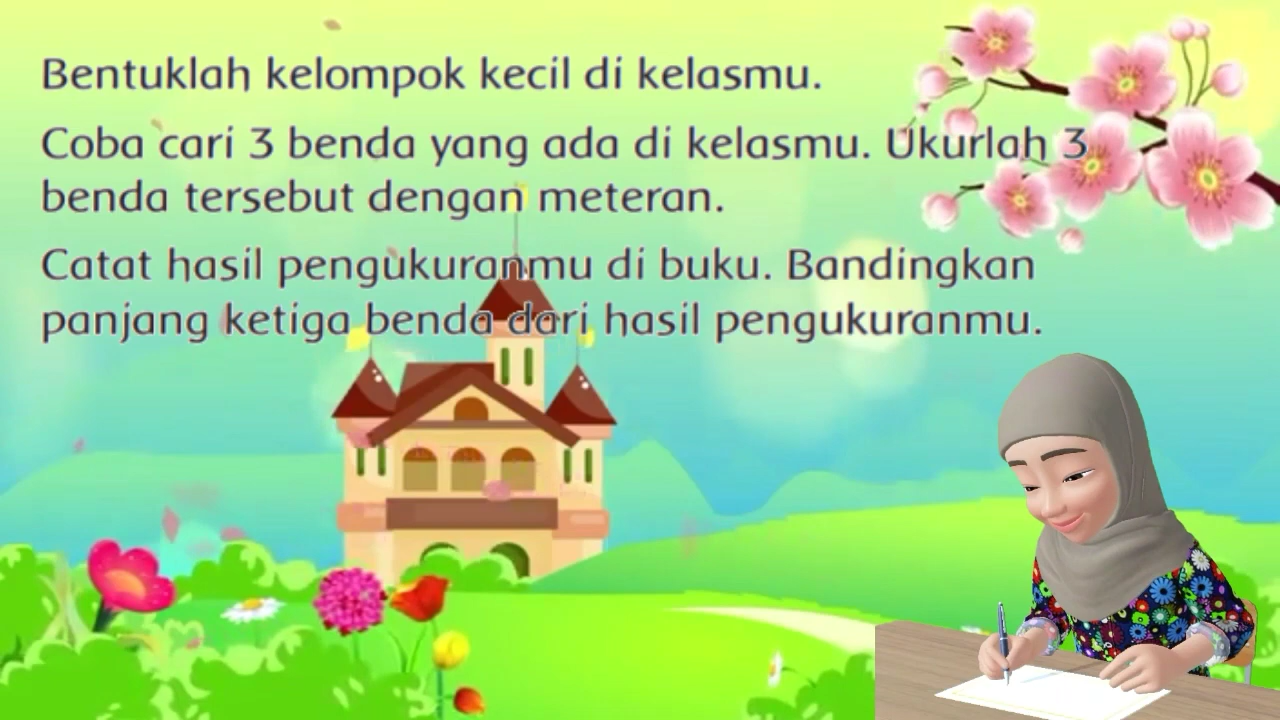 Bentuklah kelompok kecil di kelasmu.
Coba cari 3 benda yang ada di kelasmu. Ukurlah 3
benda tersebut dengan meteran.
Catat hasil pengukuranmu di buku. Bandingkan
panjang ketiga benda dari hasil pengukuranmu.